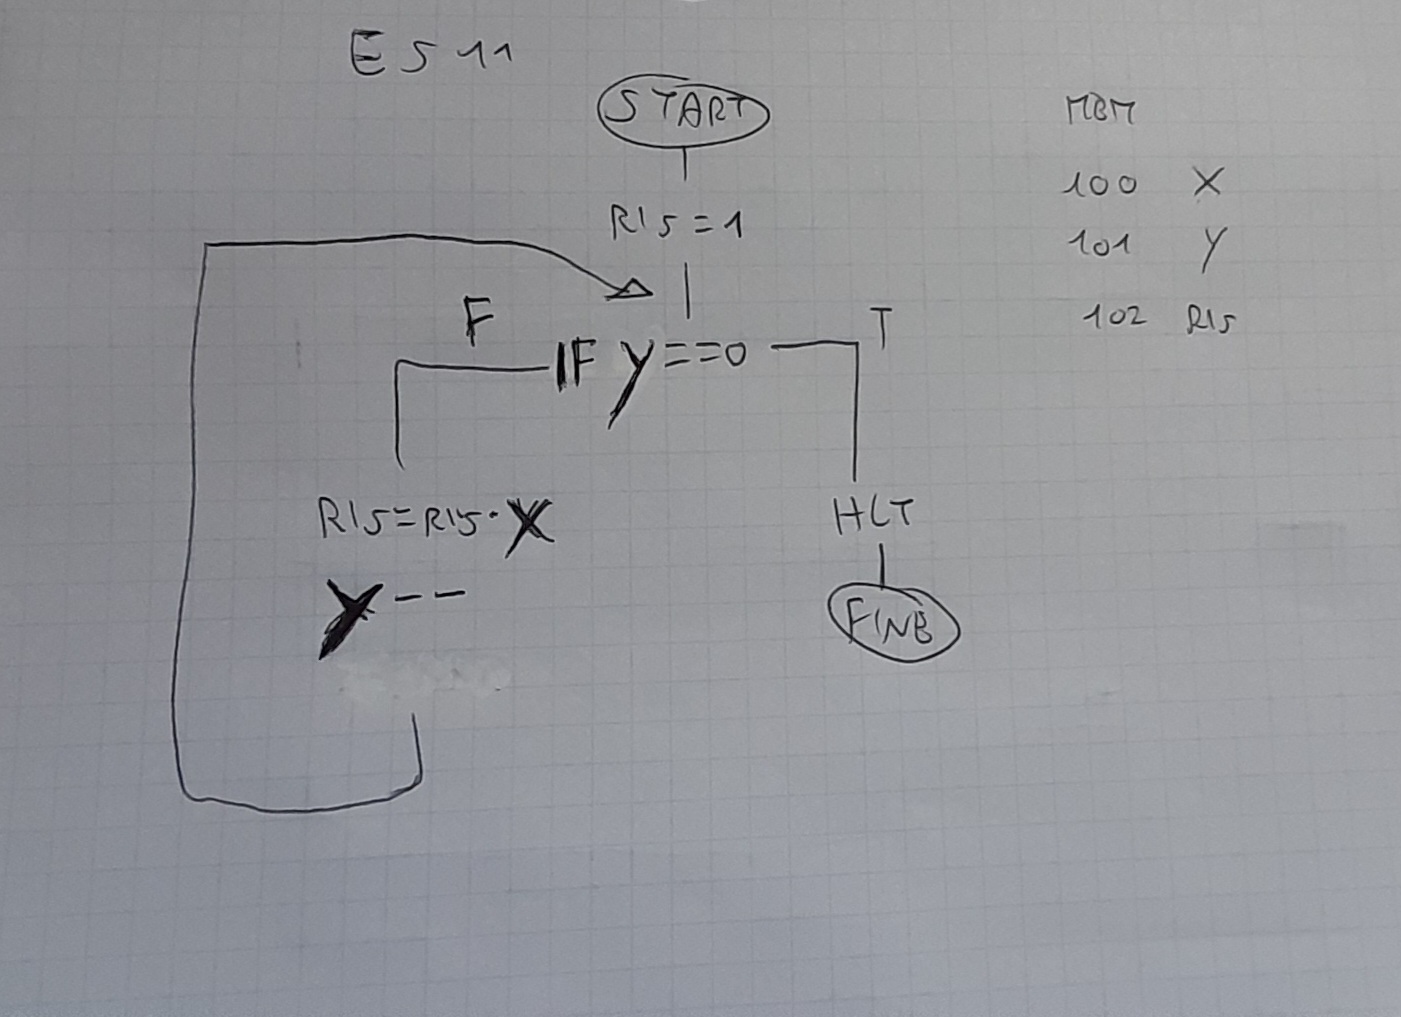 ES 11
START
RIS=1
F
T
IF y==0
RIS=RIS·X
HLT
Y--
FINE
MEM
100 X
101 Y
102 RIS